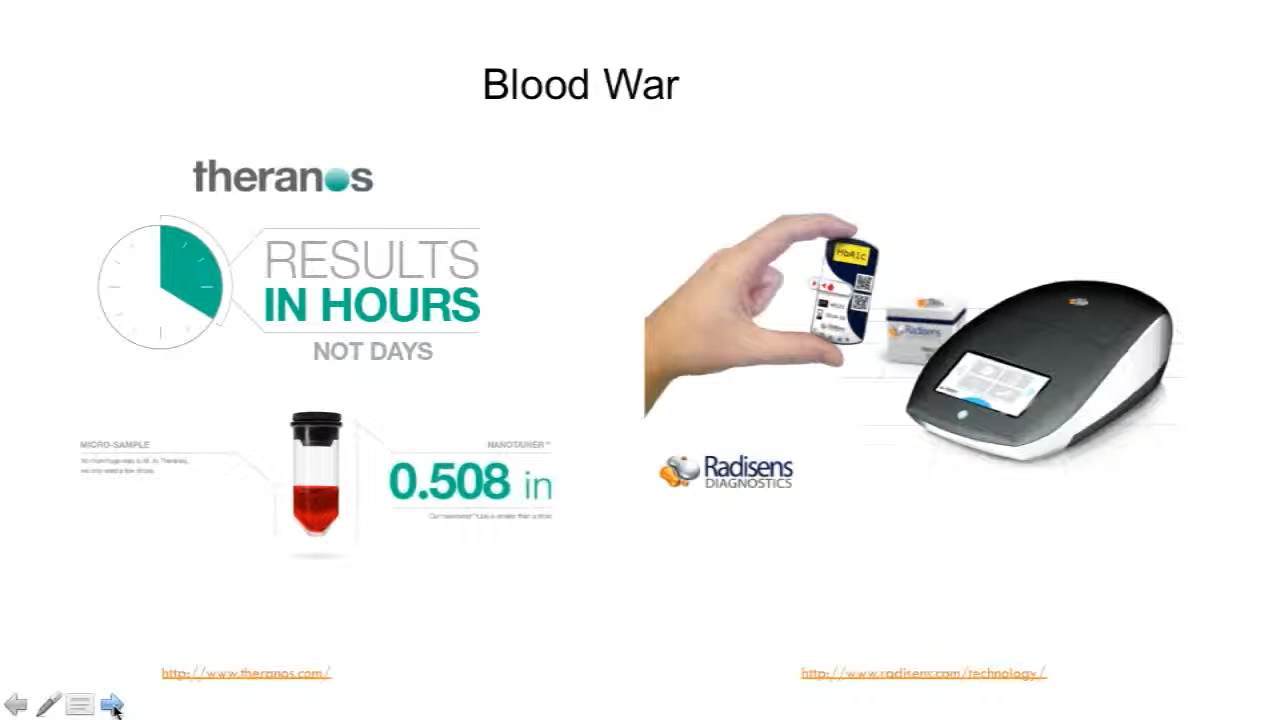 Blood War
theranos
RESULTS
IN HOURS
NOT DAYS
MICRO-SAMPLE
NANOTAINER™
0.508 in
HbA1c
Radisens
Radisens
DIAGNOSTICS
http://www.theranos.com/
http://www.radisens.com/technology/